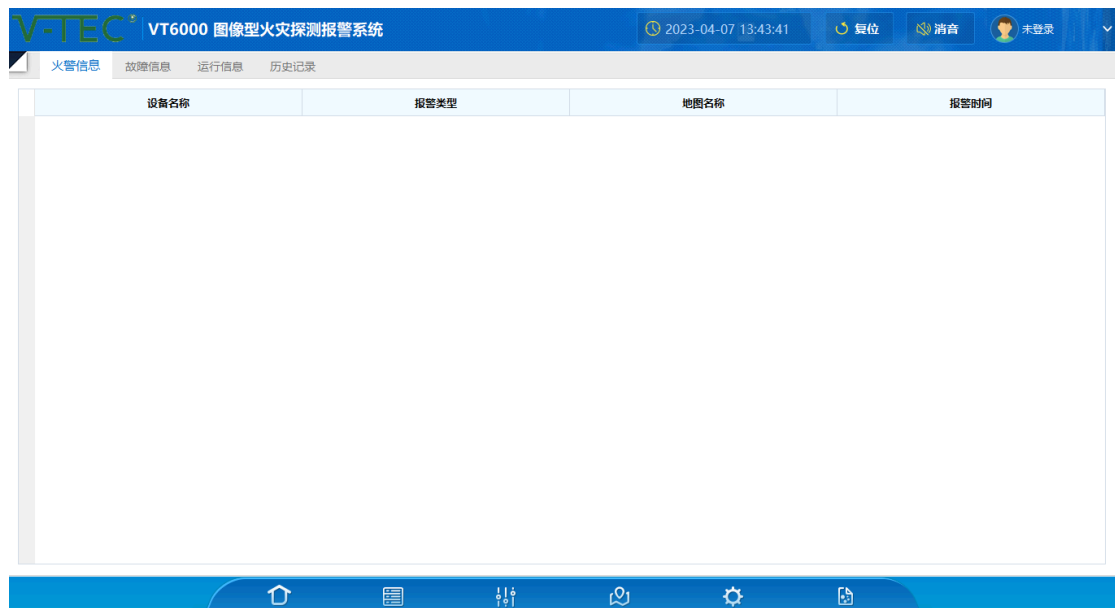 V-TEC® VT6000 图像型火灾探测报警系统 2023-04-07 13:43:41 复位 消音 未登录
火警信息 故障信息 运行信息 历史记录
设备名称 报警类型 地图名称 报警时间